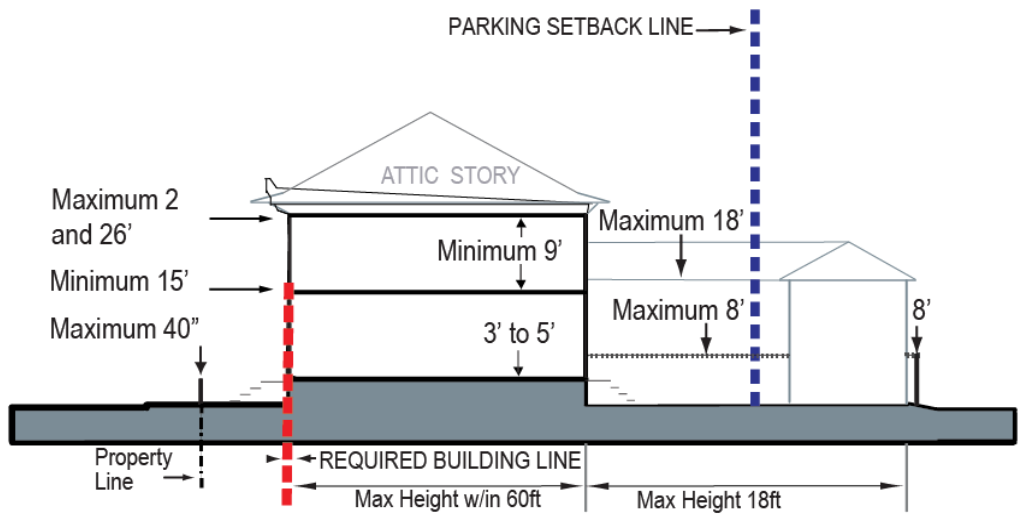 PARKING SETBACK LINE
ATTIC STORY
Maximum 2
and 26’
Maximum 18’
Minimum 9’
Minimum 15’
Maximum 40”
Maximum 8’
8’
3’ to 5’
Property
Line
REQUIRED BUILDING LINE
Max Height w/in 60ft
Max Height 18ft